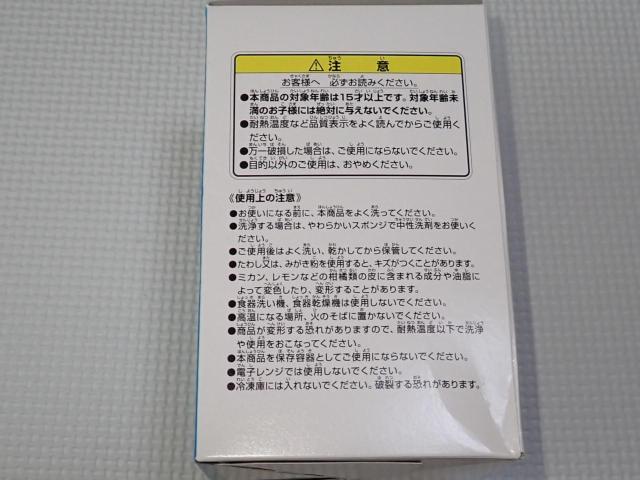 ⚠注意
お客様へ 必ずお読みください。
●本商品の対象年齢は15才以上です。対象年齢未
満のお子様には絶対に与えないでください。
●耐熱温度など品質表示をよく読んでからご使用く
ださい。
●万一破損した場合は、ご使用にならないでください。
●目的以外のご使用は、おやめください。
《使用上の注意》
●お使いになる前に、本商品をよく洗ってください。
●洗浄する場合は、やわらかいスポンジで中性洗剤をお使いく
ださい。
●ご使用後はよく洗い、乾かしてから保管してください。
●たわし又は、みがき粉を使用すると、キズがつくことがあります。
●ミカン、レモンなどの柑橘類の皮に含まれる成分や油脂に
よって変色したり、変形することがあります。
●食器洗い機、食器乾燥機は使用しないでください。
●高温になる場所、火のそばに置かないでください。
●商品が変形する恐れがありますので、耐熱温度以下で洗浄
や使用をおこなってください。
●本商品を保存容器としてご使用にならないでください。
●電子レンジでは使用しないでください。
●冷凍庫には入れないでください。破裂する恐れがあります。